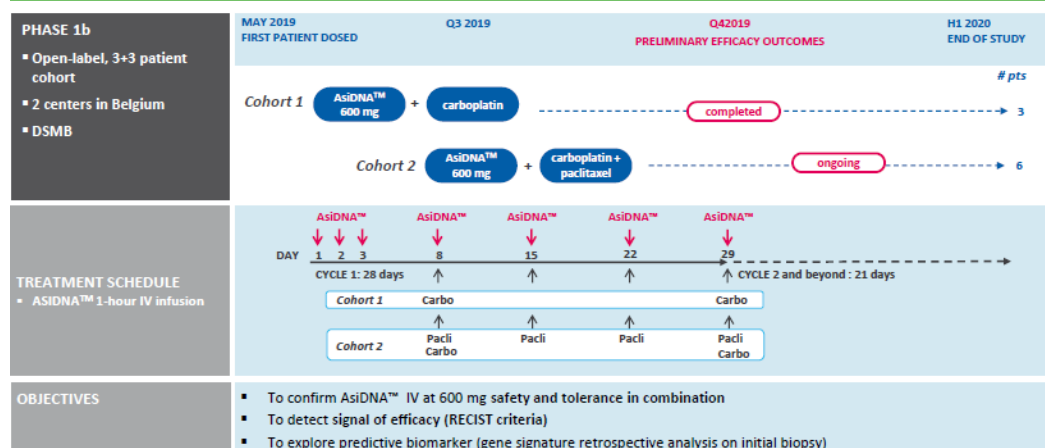 PHASE 1b
▪ Open-label, 3+3 patient
cohort
▪ 2 centers in Belgium
▪ DSMB
MAY 2019
FIRST PATIENT DOSED
Q3 2019
Q42019
PRELIMINARY EFFICACY OUTCOMES
H1 2020
END OF STUDY
# pts
Cohort 1
AsiDNA™
600 mg
+
carboplatin
completed
3
Cohort 2
AsiDNA™
600 mg
+
carboplatin +
paclitaxel
ongoing
6
TREATMENT SCHEDULE
▪ ASIDNA™ 1-hour IV infusion
AsiDNA™ AsiDNA™ AsiDNA™ AsiDNA™ AsiDNA™
DAY 1 2 3 8 15 22 29
CYCLE 1: 28 days CYCLE 2 and beyond : 21 days
Cohort 1 Carbo Carbo
Cohort 2
Pacli Pacli Pacli Pacli
Carbo Carbo
OBJECTIVES
▪ To confirm AsiDNA™ IV at 600 mg safety and tolerance in combination
▪ To detect signal of efficacy (RECIST criteria)
▪ To explore predictive biomarker (gene signature retrospective analysis on initial biopsy)